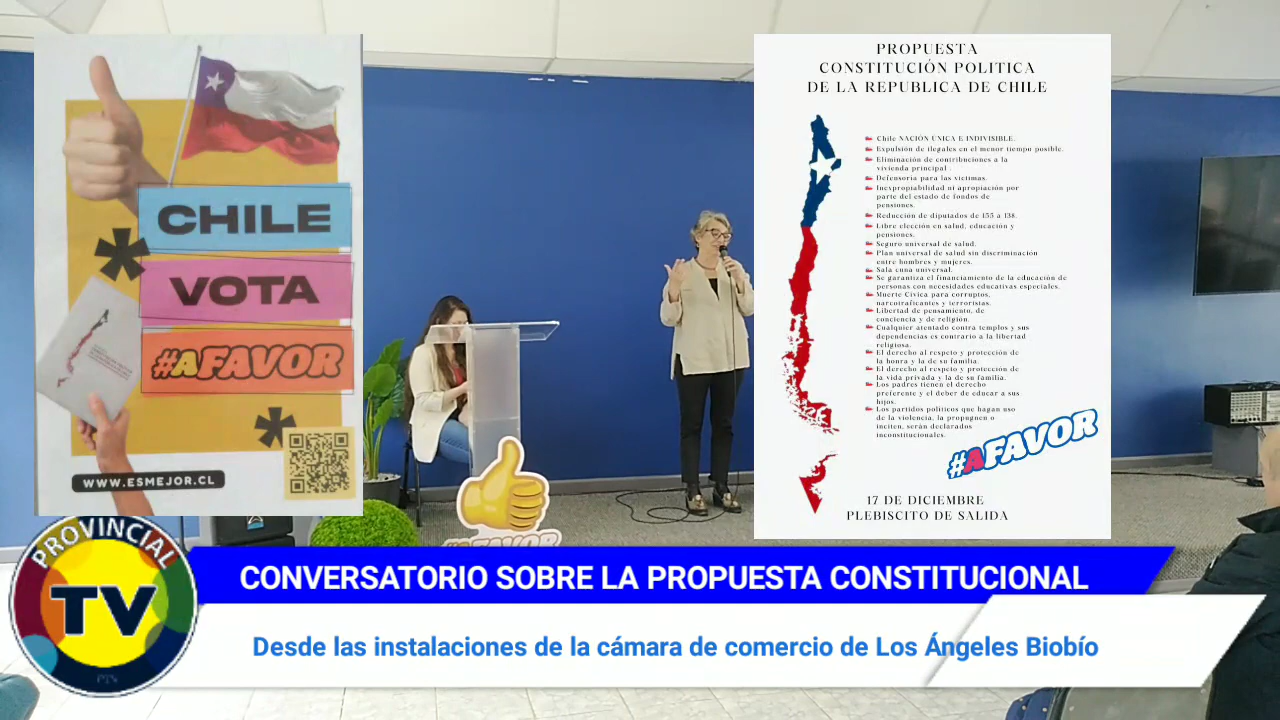 CHILE
VOTA
#AFAVOR
WWW.ESMEJOR.CL
PROPUESTA
CONSTITUCIÓN POLITICA
DE LA REPUBLICA DE CHILE
Chile NACIÓN ÚNICA E INDIVISIBLE.
Expulsión de ilegales en el menor tiempo posible.
Eliminación de contribuciones a la
vivienda principal .
Defensoría para las víctimas.
Inexpropiabilidad ni apropiación por
parte del estado de fondos de
pensiones.
Reducción de diputados de 155 a 138.
Libre elección en salud, educación y
pensiones.
Seguro universal de salud.
Plan universal de salud sin discriminación
entre hombres y mujeres.
Sala cuna universal.
Se garantiza el financiamiento de la educación de
personas con necesidades educativas especiales.
Muerte Cívica para corruptos,
narcotraficantes y terroristas.
Libertad de pensamiento, de
conciencia y de religión.
Cualquier atentado contra templos y sus
dependencias es contrario a la libertad
religiosa.
El derecho al respeto y protección de
la honra y la de su familia.
El derecho al respeto y protección de
la vida privada y la de su familia.
Los padres tienen el derecho
preferente y el deber de educar a sus
hijos.
Los partidos políticos que hagan uso
de la violencia, la propugnen o
inciten, serán declarados
inconstitucionales.
#AFAVOR
17 DE DICIEMBRE
PLEBISCITO DE SALIDA
#AFAVOR
PROVINCIAL
TV
PTV
CONVERSATORIO SOBRE LA PROPUESTA CONSTITUCIONAL
Desde las instalaciones de la cámara de comercio de Los Ángeles Biobío